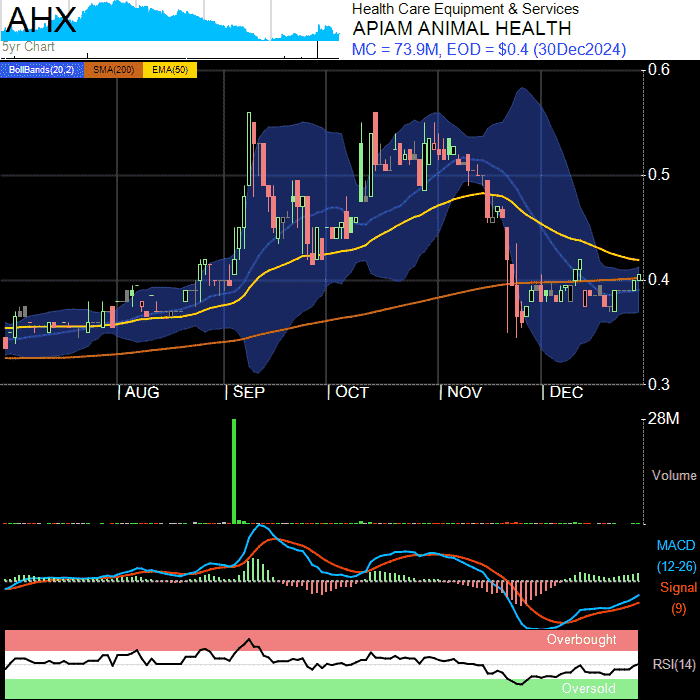 AHX
5yr Chart
Health Care Equipment & Services
APIAM ANIMAL HEALTH
MC = 73.9M, EOD = $0.4 (30Dec2024)
BollBands(20,2) SMA(200) EMA(50)
0.6
0.5
0.4
0.3
AUG SEP OCT NOV DEC
28M
Volume
MACD
(12-26)
Signal
(9)
Overbought
RSI(14)
Oversold